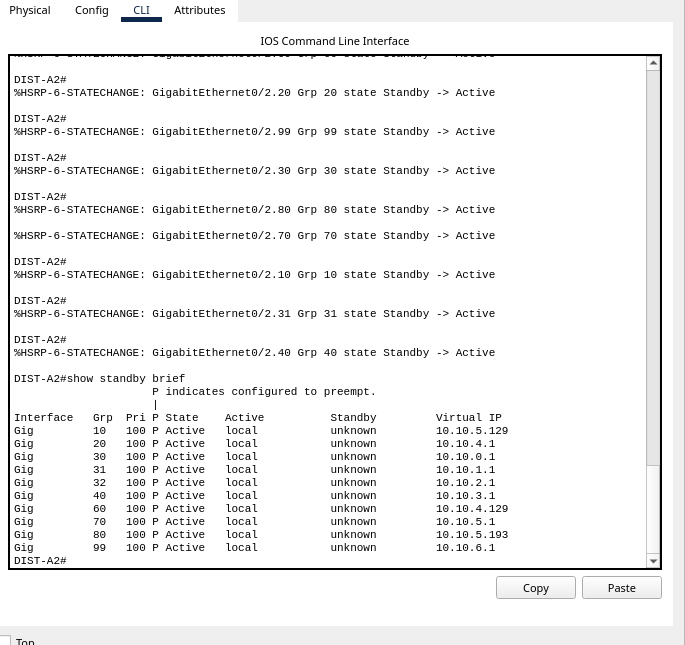 Physical Config CLI Attributes
IOS Command Line Interface
DIST-A2#
%HSRP-6-STATECHANGE: GigabitEthernet0/2.20 Grp 20 state Standby -> Active
DIST-A2#
%HSRP-6-STATECHANGE: GigabitEthernet0/2.99 Grp 99 state Standby -> Active
DIST-A2#
%HSRP-6-STATECHANGE: GigabitEthernet0/2.30 Grp 30 state Standby -> Active
DIST-A2#
%HSRP-6-STATECHANGE: GigabitEthernet0/2.80 Grp 80 state Standby -> Active
%HSRP-6-STATECHANGE: GigabitEthernet0/2.70 Grp 70 state Standby -> Active
DIST-A2#
%HSRP-6-STATECHANGE: GigabitEthernet0/2.10 Grp 10 state Standby -> Active
DIST-A2#
%HSRP-6-STATECHANGE: GigabitEthernet0/2.31 Grp 31 state Standby -> Active
DIST-A2#
%HSRP-6-STATECHANGE: GigabitEthernet0/2.40 Grp 40 state Standby -> Active
DIST-A2#show standby brief
P indicates configured to preempt.
|
Interface Grp Pri P State Active Standby Virtual IP
Gig 10 100 P Active local unknown 10.10.5.129
Gig 20 100 P Active local unknown 10.10.4.1
Gig 30 100 P Active local unknown 10.10.0.1
Gig 31 100 P Active local unknown 10.10.1.1
Gig 32 100 P Active local unknown 10.10.2.1
Gig 40 100 P Active local unknown 10.10.3.1
Gig 60 100 P Active local unknown 10.10.4.129
Gig 70 100 P Active local unknown 10.10.5.1
Gig 80 100 P Active local unknown 10.10.5.193
Gig 99 100 P Active local unknown 10.10.6.1
DIST-A2#
Copy Paste
Top